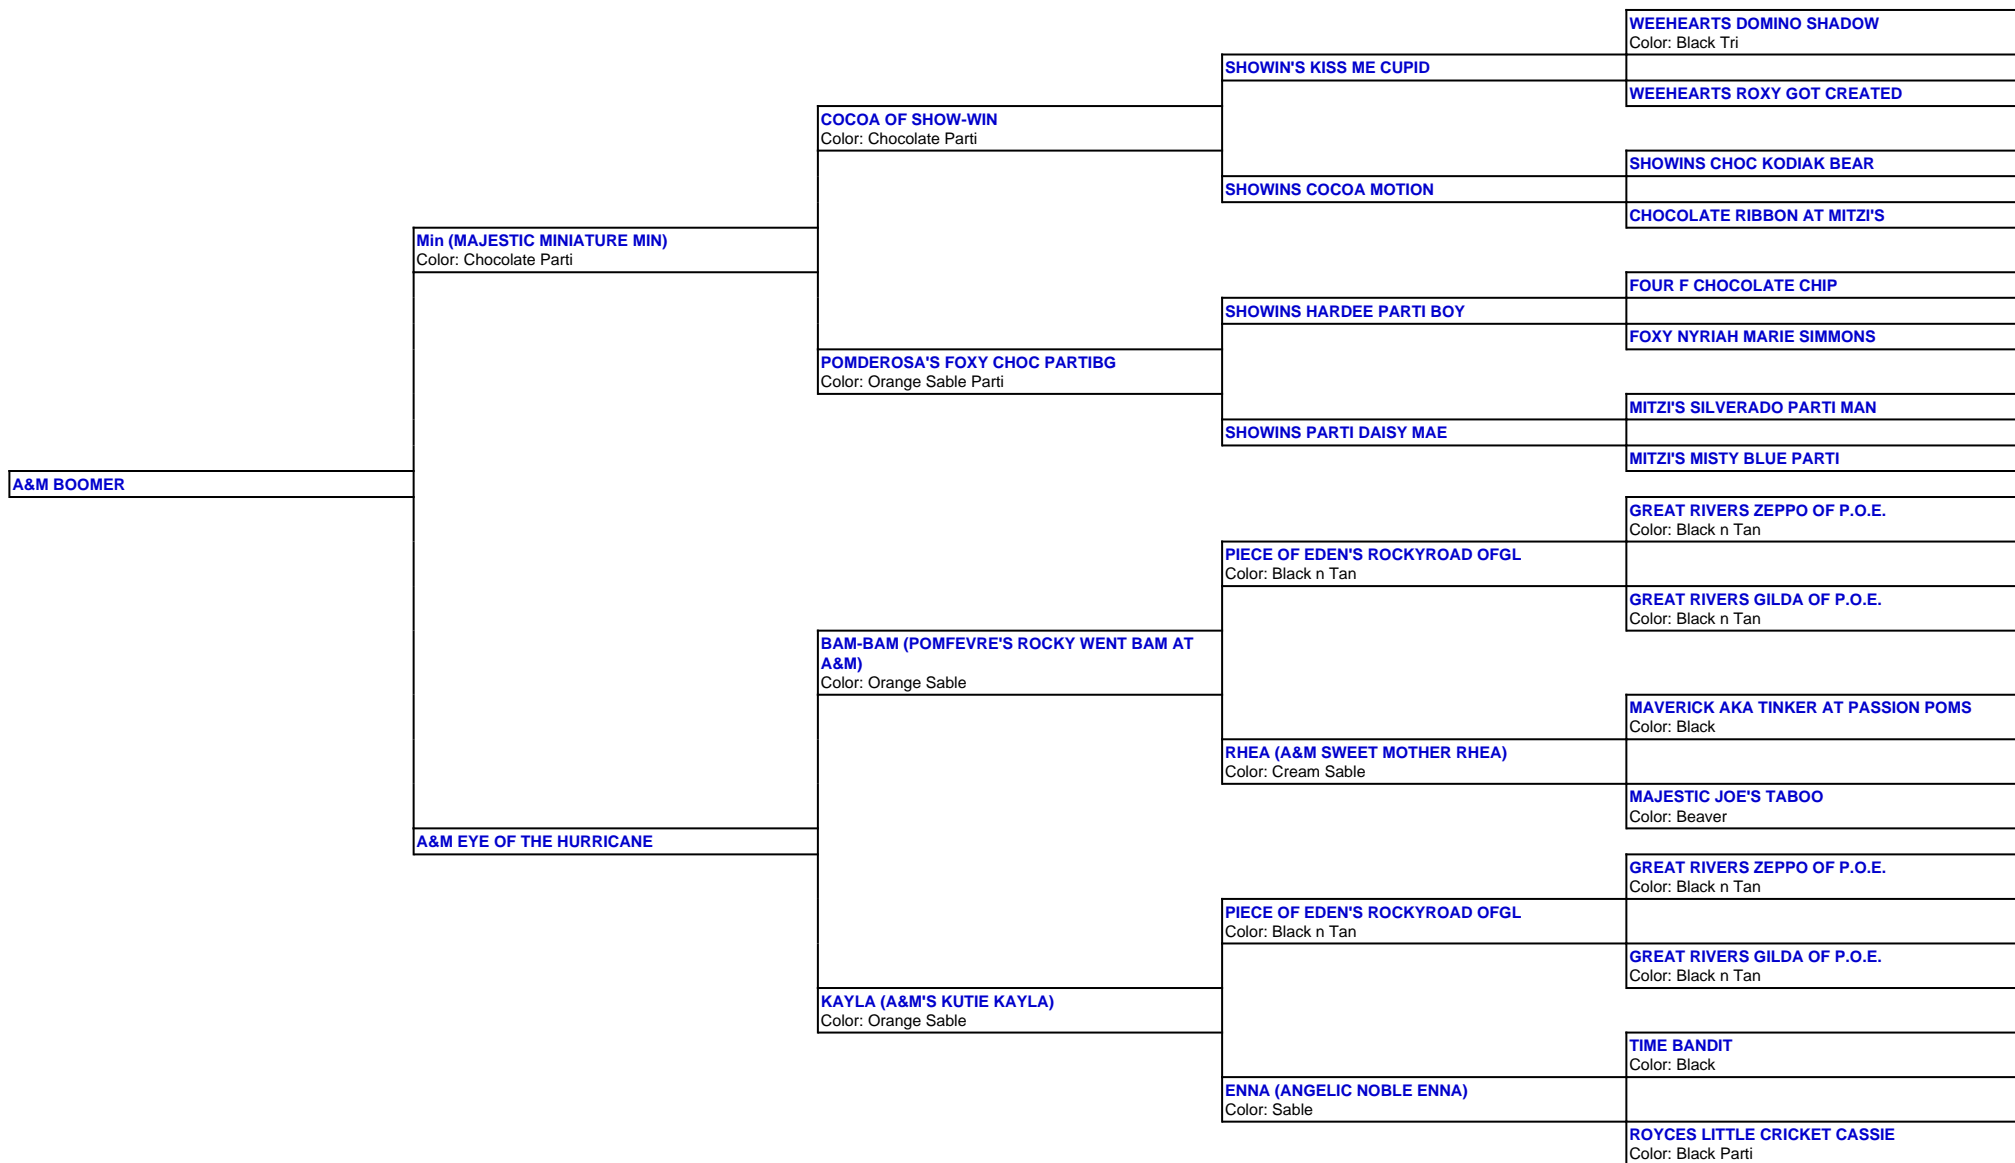 A&M BOOMER
Min (MAJESTIC MINIATURE MIN)
Color: Chocolate Parti
A&M EYE OF THE HURRICANE
COCOA OF SHOW-WIN
Color: Chocolate Parti
POMDEROSA'S FOXY CHOC PARTIBG
Color: Orange Sable Parti
BAM-BAM (POMFEVRE'S ROCKY WENT BAM AT
A&M)
Color: Orange Sable
KAYLA (A&M'S KUTIE KAYLA)
Color: Orange Sable
SHOWIN'S KISS ME CUPID
SHOWINS COCOA MOTION
SHOWINS HARDEE PARTI BOY
SHOWINS PARTI DAISY MAE
PIECE OF EDEN'S ROCKYROAD OFGL
Color: Black n Tan
RHEA (A&M SWEET MOTHER RHEA)
Color: Cream Sable
PIECE OF EDEN'S ROCKYROAD OFGL
Color: Black n Tan
ENNA (ANGELIC NOBLE ENNA)
Color: Sable
WEEHEARTS DOMINO SHADOW
Color: Black Tri
WEEHEARTS ROXY GOT CREATED
SHOWINS CHOC KODIAK BEAR
CHOCOLATE RIBBON AT MITZI'S
FOUR F CHOCOLATE CHIP
FOXY NYRIAH MARIE SIMMONS
MITZI'S SILVERADO PARTI MAN
MITZI'S MISTY BLUE PARTI
GREAT RIVERS ZEPPO OF P.O.E.
Color: Black n Tan
GREAT RIVERS GILDA OF P.O.E.
Color: Black n Tan
MAVERICK AKA TINKER AT PASSION POMS
Color: Black
MAJESTIC JOE'S TABOO
Color: Beaver
GREAT RIVERS ZEPPO OF P.O.E.
Color: Black n Tan
GREAT RIVERS GILDA OF P.O.E.
Color: Black n Tan
TIME BANDIT
Color: Black
ROYCES LITTLE CRICKET CASSIE
Color: Black Parti